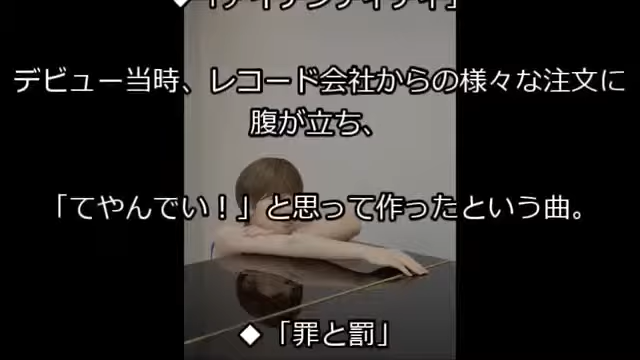 デビュー当時、レコード会社からの様々な注文に
腹が立ち、
「てやんでい！」と思って作ったという曲。
◆「罪と罰」